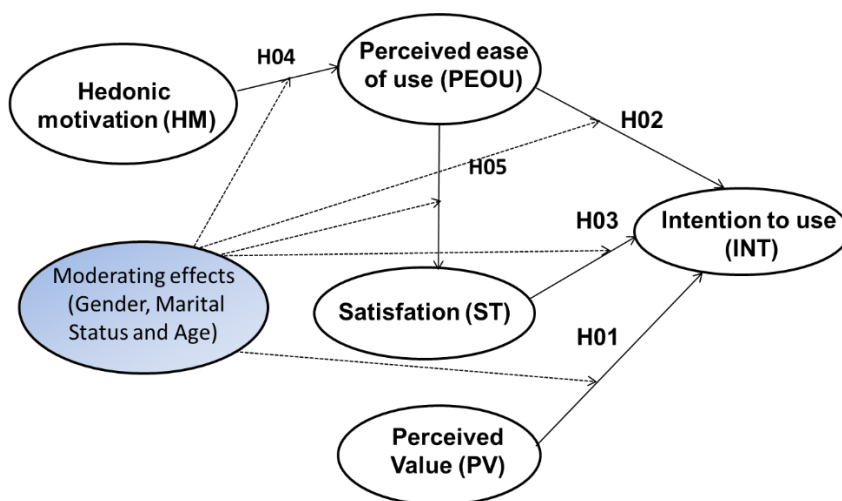 H04
Perceived ease
of use (PEOU)
Hedonic
motivation (HM)
H02
H05
H03
Intention to use
(INT)
Moderating effects
(Gender, Marital
Status and Age)
Satisfation (ST)
H01
Perceived
Value (PV)